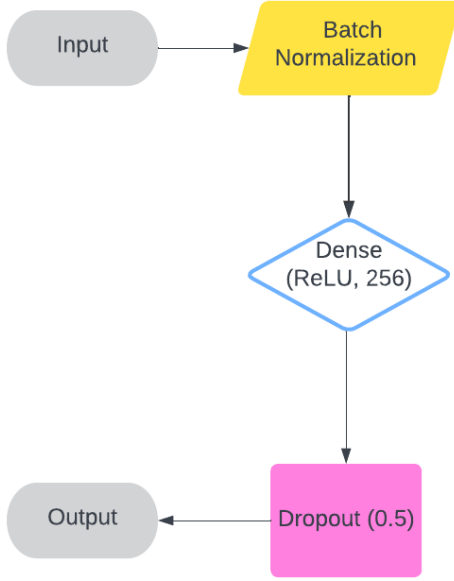 Input
Batch
Normalization
Dense
(ReLU, 256)
Dropout (0.5)
Output